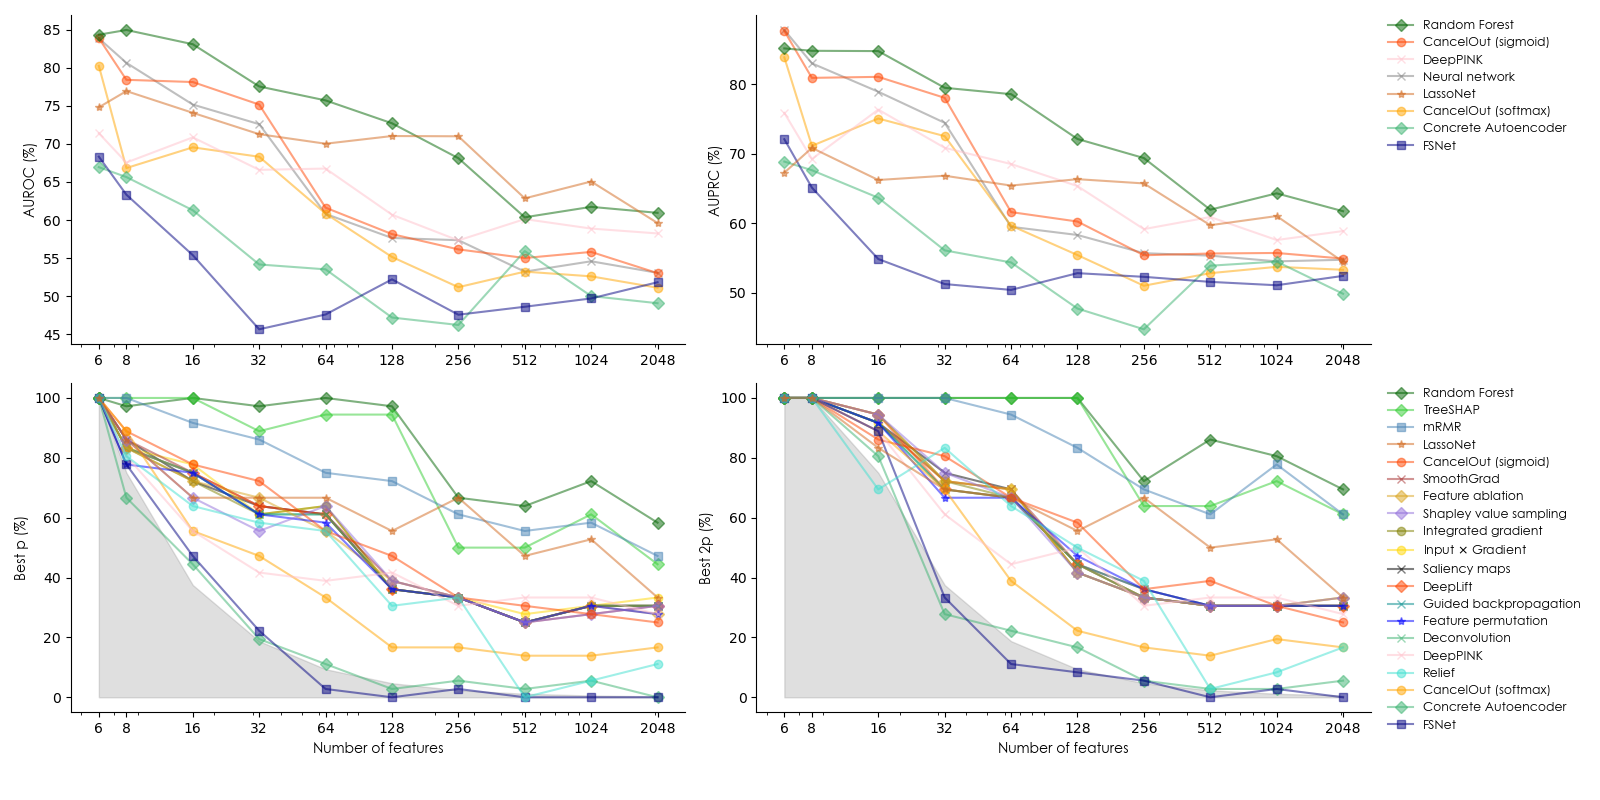 AUROC (%)
85
80
75
70
65
60
55
50
45
6 8 16 32 64 128 256 512 1024 2048
AUPRC (%)
80
70
60
50
6 8 16 32 64 128 256 512 1024 2048
Random Forest
CancelOut (sigmoid)
DeepPINK
Neural network
LassoNet
CancelOut (softmax)
Concrete Autoencoder
FSNet
Best p (%)
100
80
60
40
20
0
6 8 16 32 64 128 256 512 1024 2048
Number of features
Best 2p (%)
100
80
60
40
20
0
6 8 16 32 64 128 256 512 1024 2048
Number of features
Random Forest
TreeSHAP
mRMR
LassoNet
CancelOut (sigmoid)
SmoothGrad
Feature ablation
Shapley value sampling
Integrated gradient
Input × Gradient
Saliency maps
DeepLift
Guided backpropagation
Feature permutation
Deconvolution
DeepPINK
Relief
CancelOut (softmax)
Concrete Autoencoder
FSNet